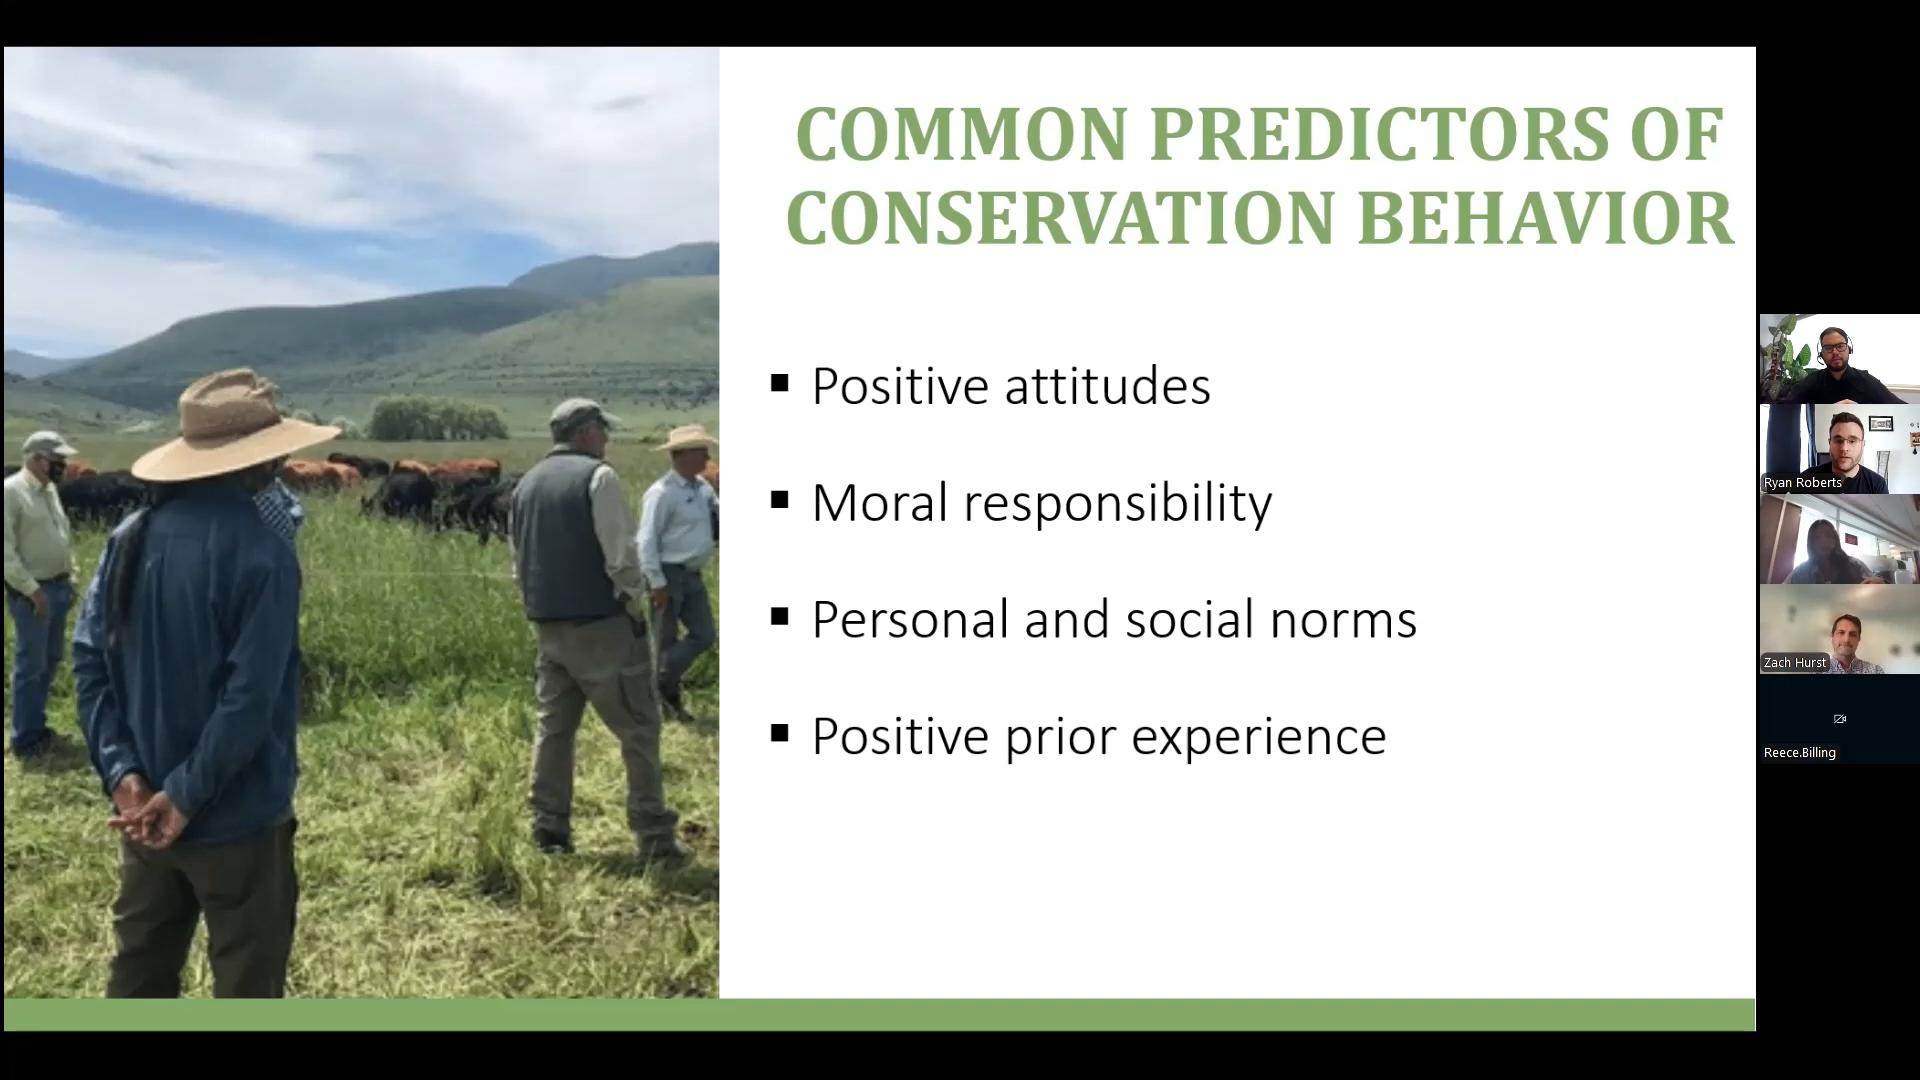 COMMON PREDICTORS OF
CONSERVATION BEHAVIOR
▪ Positive attitudes
▪ Moral responsibility
▪ Personal and social norms
▪ Positive prior experience
Ryan Roberts
Zach Hurst
Reece.Billing